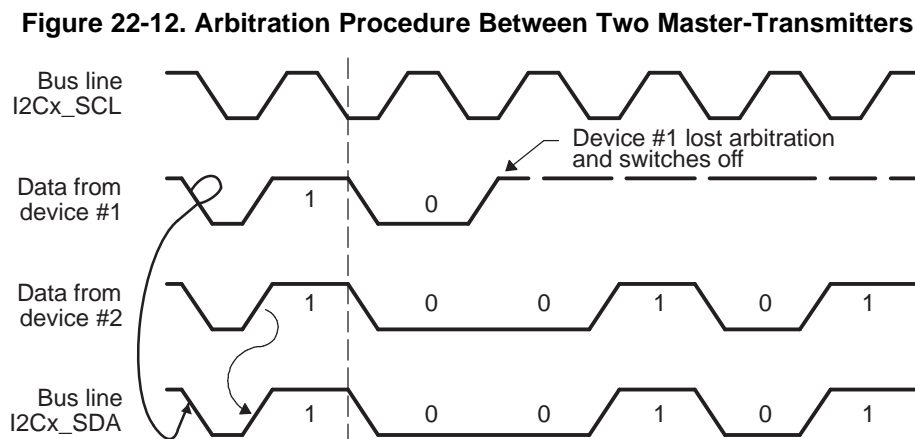 Figure 22-12. Arbitration Procedure Between Two Master-Transmitters
Bus line
I2Cx_SCL
Device #1 lost arbitration
and switches off
Data from
device #1
1
0
Data from
device #2
1
0
0
1
0
1
Bus line
I2Cx_SDA
1
0
0
1
0
1